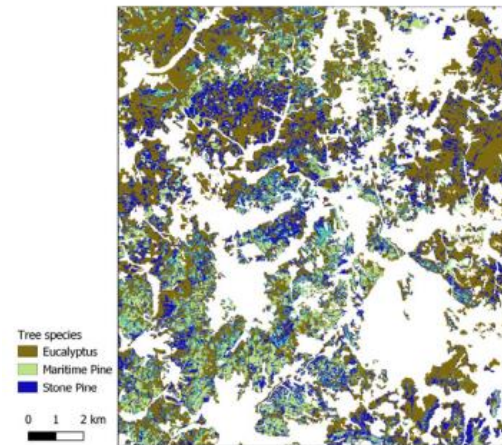 Tree species
Eucalyptus
Maritime Pine
Stone Pine
0 1 2 km